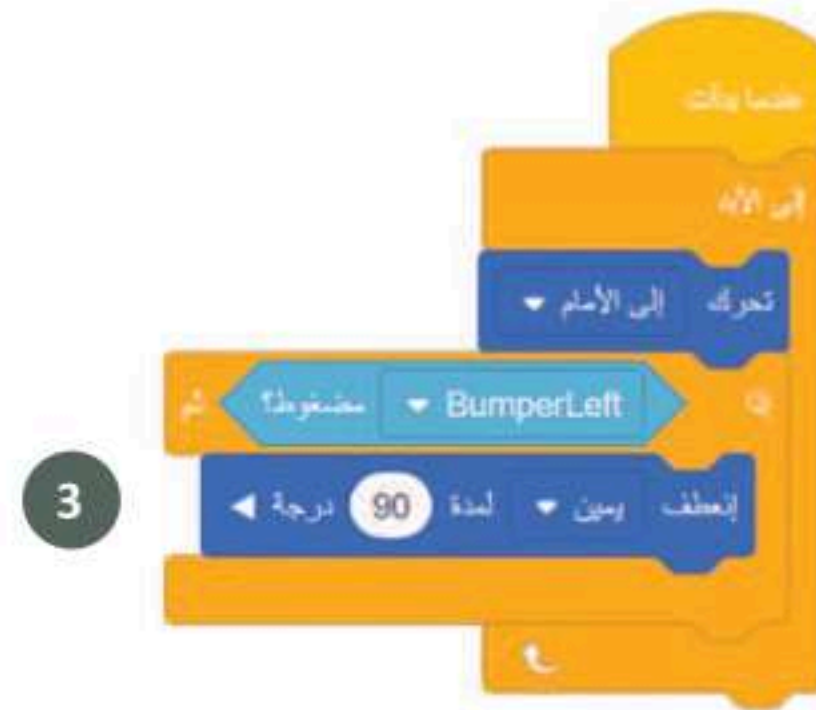 عندما بدأت
إلى الأبد
تحرك إلى الأمام
إذا BumperLeft مضغوط؟ ثم
3
إنعطف يمين لمدة 90 درجة